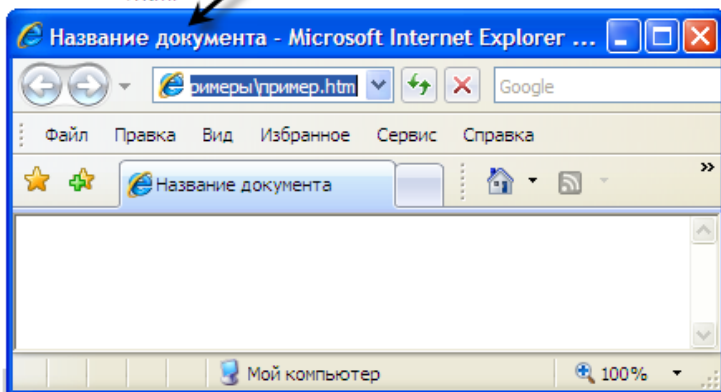 Название документа - Microsoft Internet Explorer ...
римеры\пример.htm
Google
Файл Правка Вид Избранное Сервис Справка
Название документа
»
Мой компьютер
100%